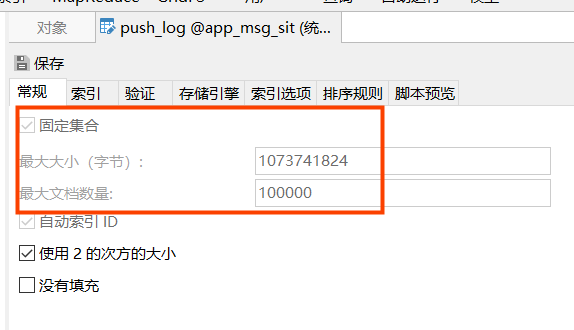 对象 push_log @app_msg_sit (统...
保存
常规 索引 验证 存储引擎 索引选项 排序规则 脚本预览
固定集合
最大大小（字节）: 1073741824
最大文档数量: 100000
自动索引 ID
使用 2 的次方的大小
没有填充